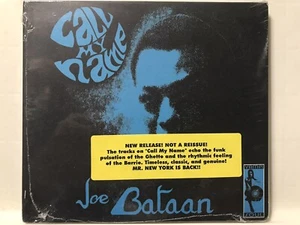 Call
my
name
NEW RELEASE! NOT A REISSUE!
The tracks on "Call My Name" echo the funk
pulsation of the Ghetto and the rhythmic feeling
of the Barrio. Timeless, classic, and genuine!
MR. NEW YORK IS BACK!!
Joe Bataan